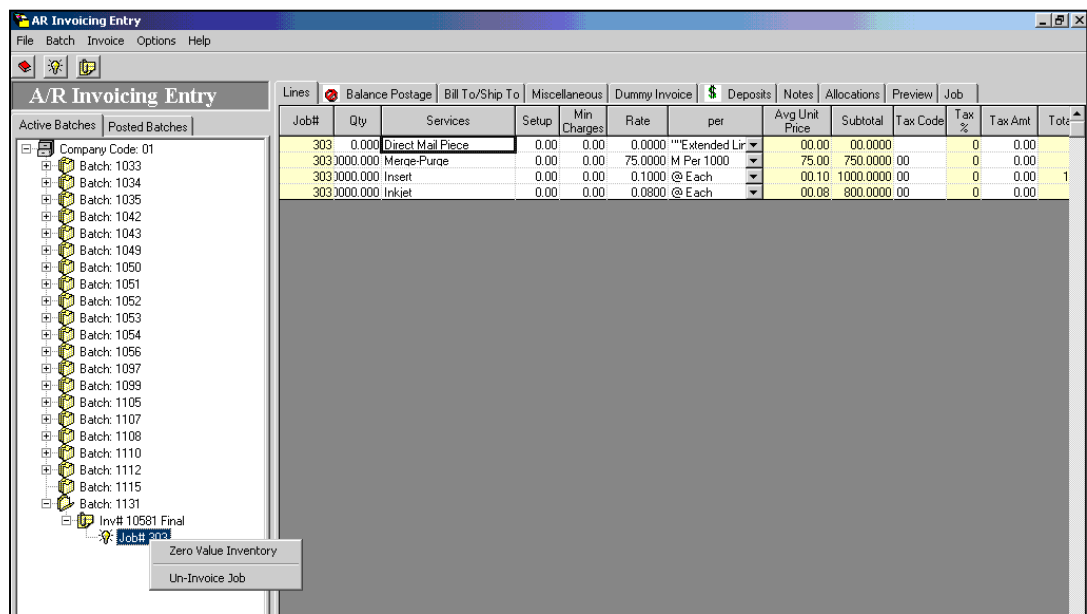 AR Invoicing Entry
File Batch Invoice Options Help
A/R Invoicing Entry
Active Batches Posted Batches
Company Code: 01
Batch: 1033
Batch: 1034
Batch: 1035
Batch: 1042
Batch: 1043
Batch: 1049
Batch: 1050
Batch: 1051
Batch: 1052
Batch: 1053
Batch: 1054
Batch: 1056
Batch: 1097
Batch: 1099
Batch: 1105
Batch: 1107
Batch: 1108
Batch: 1110
Batch: 1112
Batch: 1115
Batch: 1131
Inv# 10581 Final
Job# 303
Zero Value Inventory
Un-Invoice Job
Lines Balance Postage Bill To/Ship To Miscellaneous Dummy Invoice $ Deposits Notes Allocations Preview Job
Job# Qty Services Setup Min Charges Rate per Avg Unit Price Subtotal Tax Code Tax % Tax Amt Tota
303 0.000 Direct Mail Piece 0.00 0.00 0.0000 ""Extended Lir 00.00 00.0000 0 0.00
303 0000.000 Merge-Purge 0.00 0.00 75.0000 M Per 1000 75.00 750.0000 00 0 0.00
303 0000.000 Insert 0.00 0.00 0.1000 @ Each 00.10 1000.0000 00 0 0.00 1
303 0000.000 Inkjet 0.00 0.00 0.0800 @ Each 00.08 800.0000 00 0 0.00